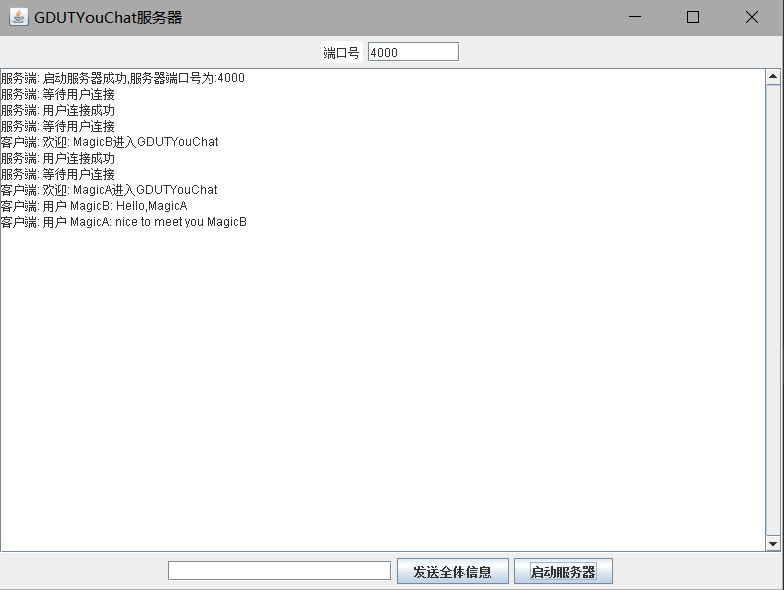 GDUTYouChat服务器
端口号 4000
服务端: 启动服务器成功,服务器端口号为:4000
服务端: 等待用户连接
服务端: 用户连接成功
服务端: 等待用户连接
客户端: 欢迎: MagicB进入GDUTYouChat
服务端: 用户连接成功
服务端: 等待用户连接
客户端: 欢迎: MagicA进入GDUTYouChat
客户端: 用户 MagicB: Hello,MagicA
客户端: 用户 MagicA: nice to meet you MagicB
发送全体信息 启动服务器